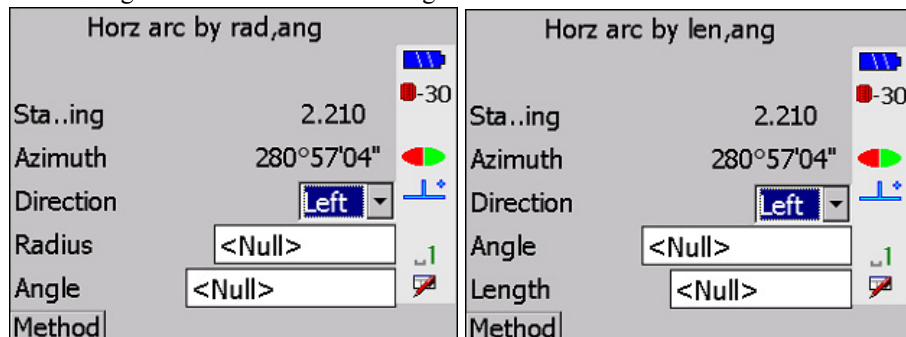 Horz arc by rad,ang
-30
Sta..ing 2.210
Azimuth 280°57'04"
Direction Left
Radius <Null>
1
Angle <Null>
Method
Horz arc by len,ang
-30
Sta..ing 2.210
Azimuth 280°57'04"
Direction Left
Angle <Null>
1
Length <Null>
Method